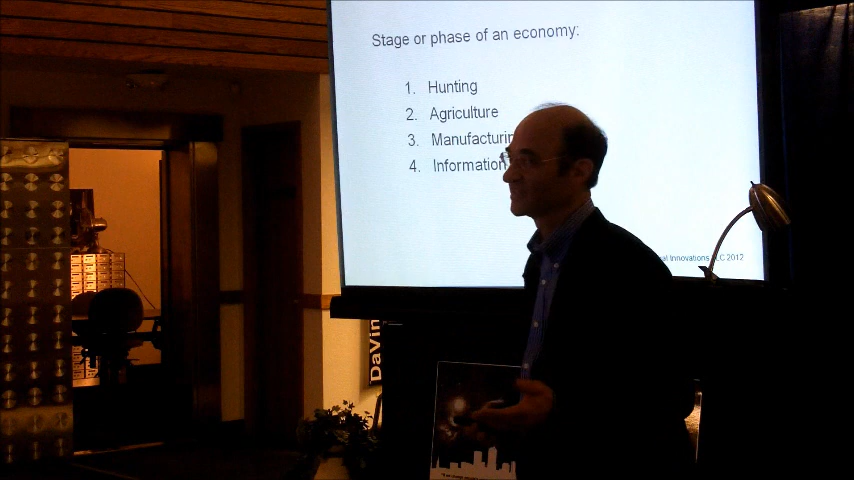 Stage or phase of an economy:
1. Hunting
2. Agriculture
3. Manufacturin
4. Information
al Innovations LLC 2012
DaVin